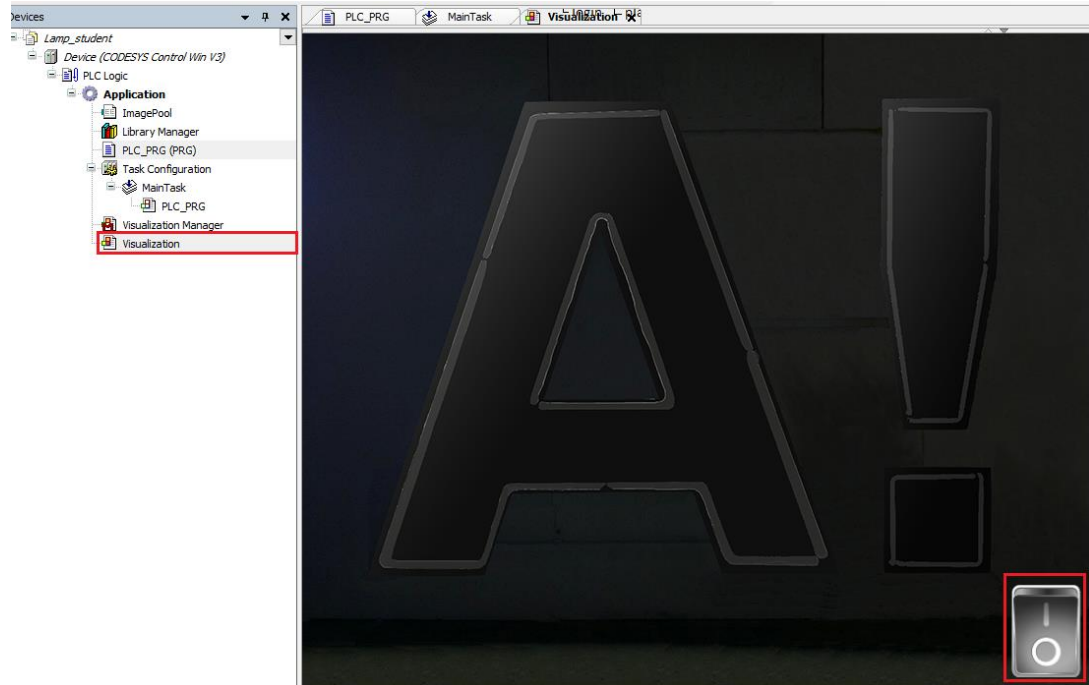 Devices
Lamp_student
Device (CODESYS Control Win V3)
PLC Logic
Application
ImagePool
Library Manager
PLC_PRG (PRG)
Task Configuration
MainTask
PLC_PRG
Visualization Manager
Visualization
PLC_PRG MainTask Visualization
A!